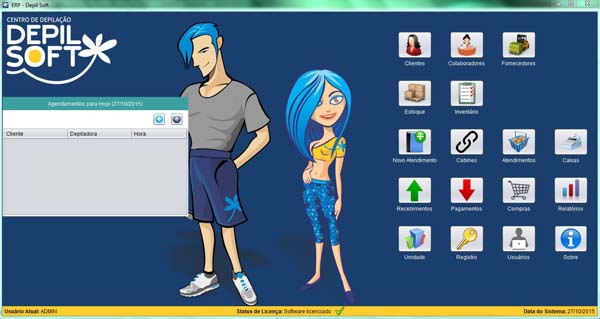 ERP - Depil Soft
CENTRO DE DEPILAÇÃO
DEPIL
SOFT
Agendamentos para Hoje (27/10/2015)
Cliente Depiladora Hora
Clientes Colaboradores Fornecedores
Estoque Inventário
Novo Atendimento Cabines Atendimentos Caixas
Recebimentos Pagamentos Compras Relatórios
Unidade Registro Usuários Sobre
Usuário Atual: ADMIN Status de Licença: Software licenciado Data do Sistema: 27/10/2015